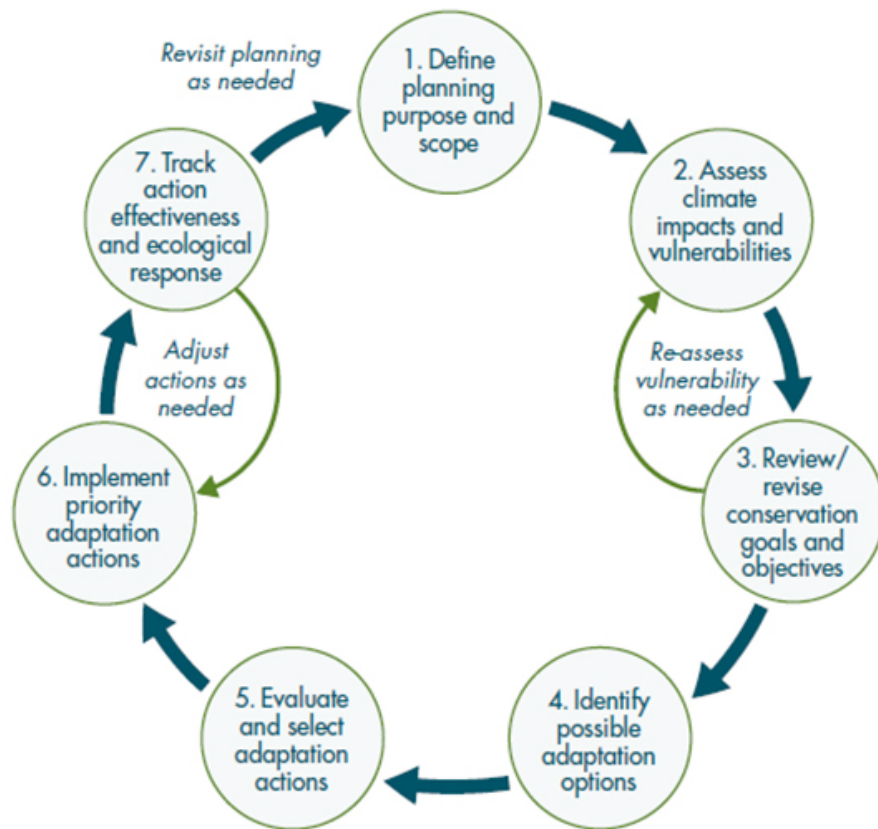 Revisit planning
as needed
1. Define
planning
purpose and
scope
2. Assess
climate
impacts and
vulnerabilities
Re-assess
vulnerability
as needed
3. Review/
revise
conservation
goals and
objectives
4. Identify
possible
adaptation
options
5. Evaluate
and select
adaptation
actions
6. Implement
priority
adaptation
actions
Adjust
actions as
needed
7. Track
action
effectiveness
and ecological
response